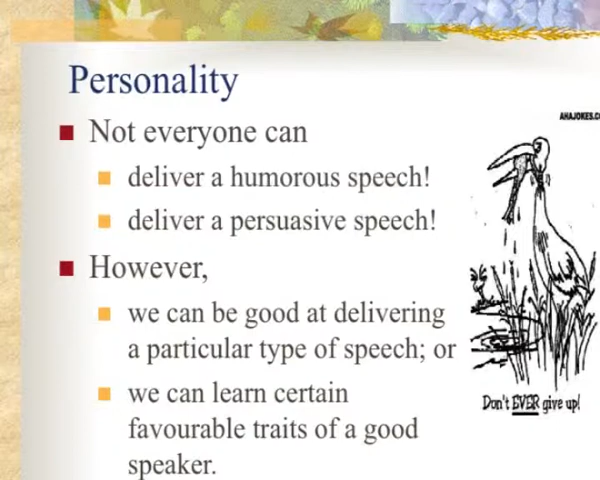 Personality
AHAJOKES.C
Not everyone can
deliver a humorous speech!
deliver a persuasive speech!
However,
we can be good at delivering
a particular type of speech; or
we can learn certain
favourable traits of a good
speaker.
Don't EVER give up!